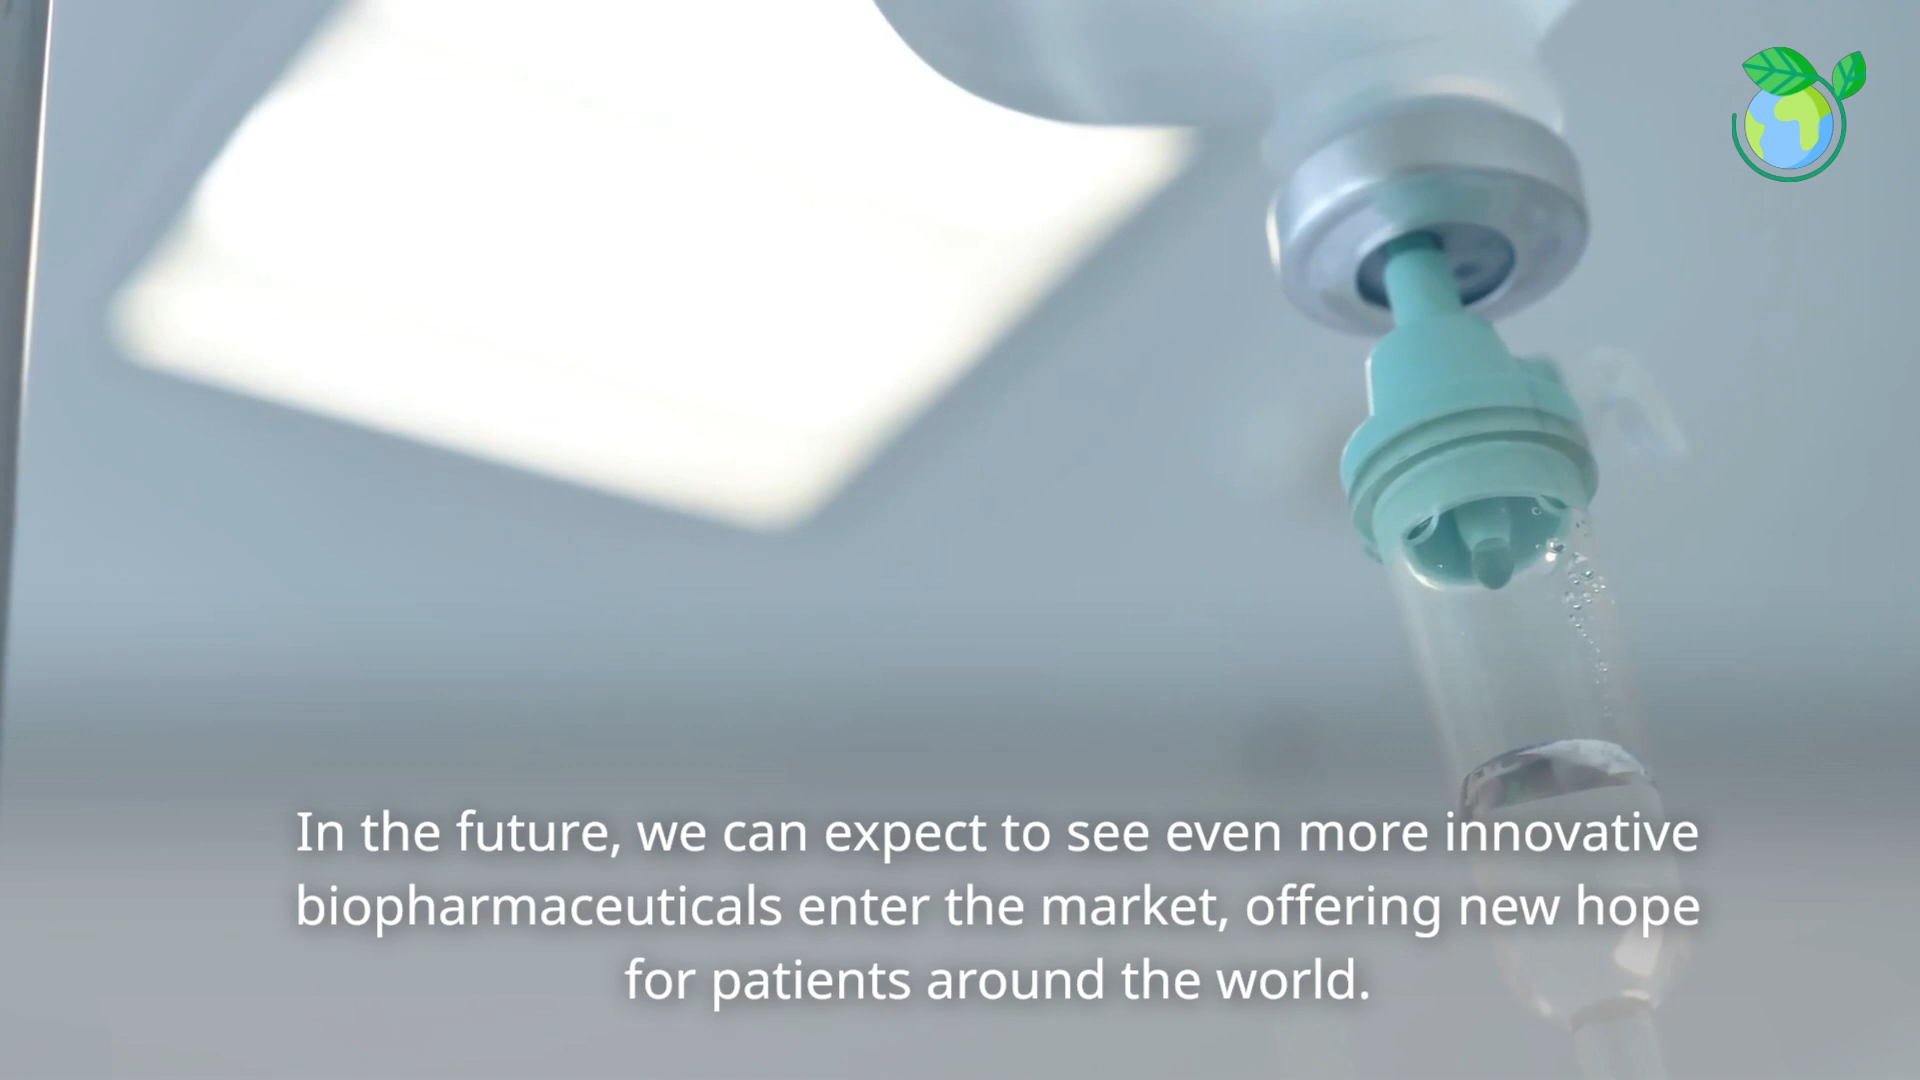 In the future, we can expect to see even more innovative
biopharmaceuticals enter the market, offering new hope
for patients around the world.